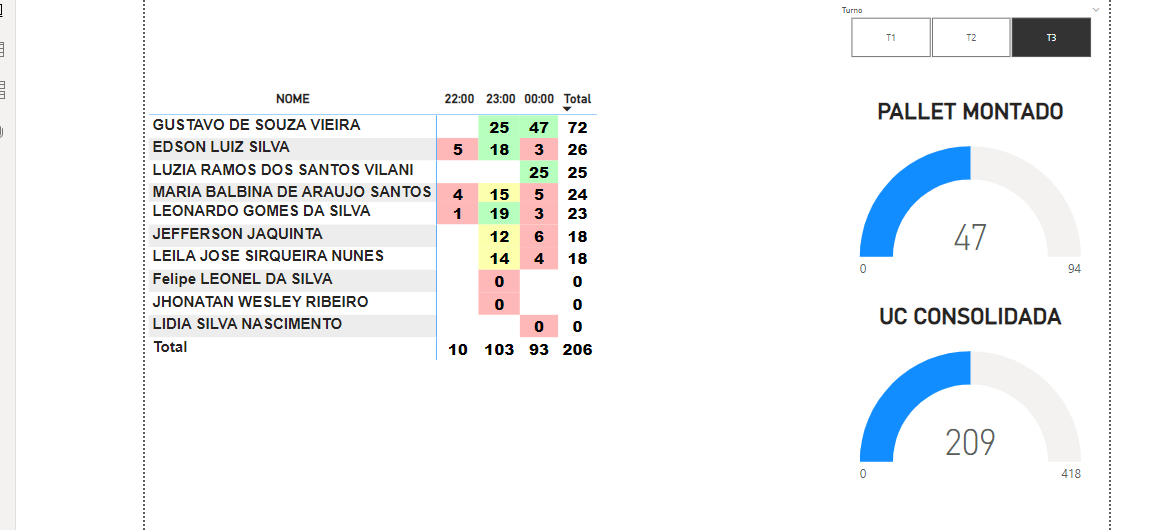 Turno
T1 T2 T3
NOME 22:00 23:00 00:00 Total
GUSTAVO DE SOUZA VIEIRA 25 47 72
EDSON LUIZ SILVA 5 18 3 26
LUZIA RAMOS DOS SANTOS VILANI 25 25
MARIA BALBINA DE ARAUJO SANTOS 4 15 5 24
LEONARDO GOMES DA SILVA 1 19 3 23
JEFFERSON JAQUINTA 12 6 18
LEILA JOSE SIRQUEIRA NUNES 14 4 18
Felipe LEONEL DA SILVA 0 0
JHONATAN WESLEY RIBEIRO 0 0
LIDIA SILVA NASCIMENTO 0 0
Total 10 103 93 206
PALLET MONTADO
47
0 94
UC CONSOLIDADA
209
0 418